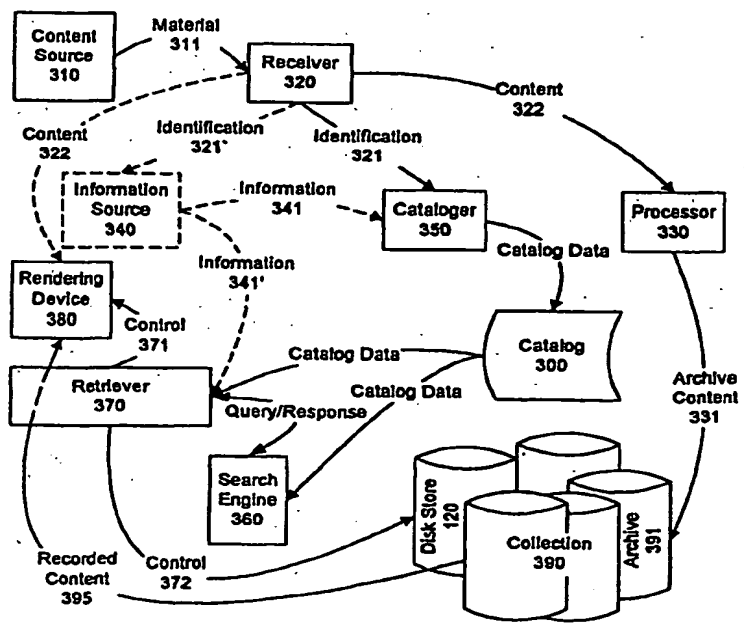 Content
Source
310
Material
311
Receiver
320
Content
322
Content
322
Identification
321'
Identification
321
Information
Source
340
Information
341
Cataloger
350
Processor
330
Catalog Data
Information
341'
Rendering
Device
380
Control
371
Catalog
300
Catalog Data
Retriever
370
Catalog Data
Archive
Content
331
Query/Response
Search
Engine
360
Disk Store
120
Collection
390
Archive
391
Recorded
Content
395
Control
372